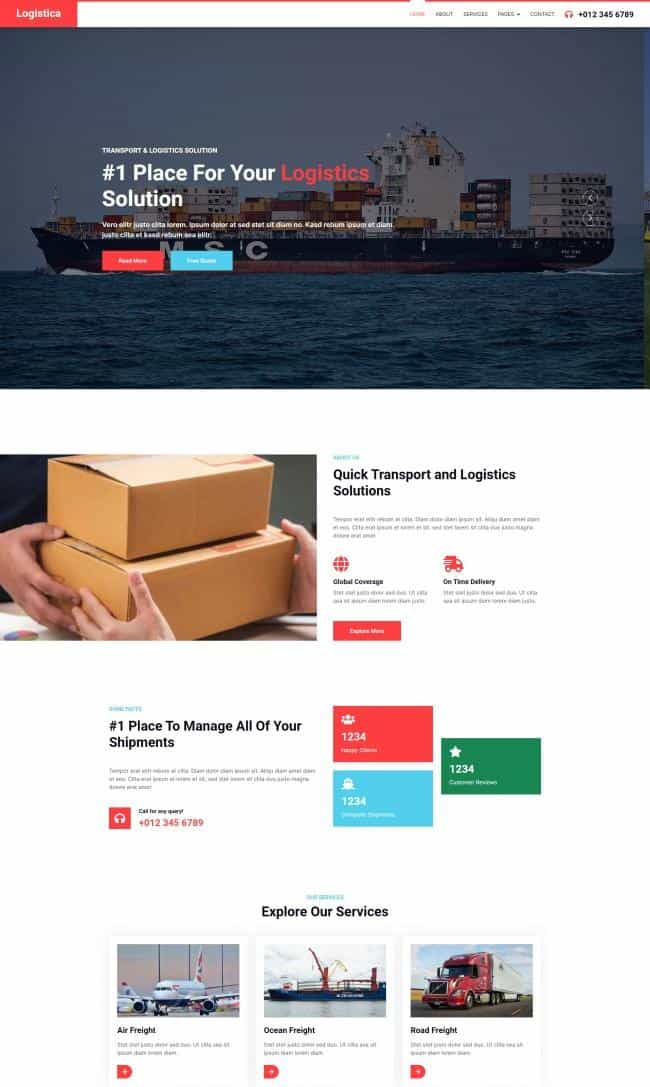 Logistica
HOME ABOUT SERVICES PAGES CONTACT +012 345 6789
TRANSPORT & LOGISTICS SOLUTION
#1 Place For Your Logistics
Solution
Vero elitr justo clita lorem. Ipsum dolor at sed stet sit diam no. Kasd rebum ipsum et diam
justo clita et kasd rebum sea elitr.
MSC
Read More Free Quote
ABOUT US
Quick Transport and Logistics
Solutions
Tempor erat elitr rebum at clita. Diam dolor diam ipsum sit. Aliqu diam amet diam
et eos. Clita erat ipsum et lorem et sit, sed stet lorem sit clita duo justo magna
dolore erat amet
Global Coverage On Time Delivery
Stet stet justo dolor sed duo. Ut clita Stet stet justo dolor sed duo. Ut clita
sea sit ipsum diam lorem diam. sea sit ipsum diam lorem diam.
Explore More
SOME FACTS
#1 Place To Manage All Of Your
Shipments
Tempor erat elitr rebum at clita. Diam dolor diam ipsum sit. Aliqu diam amet diam
et eos. Clita erat ipsum et lorem et sit, sed stet lorem sit clita duo justo magna
dolore erat amet
Call for any query!
+012 345 6789
1234
Happy Clients
1234
Customer Reviews
1234
Complete Shipments
OUR SERVICES
Explore Our Services
Air Freight Ocean Freight Road Freight
Stet stet justo dolor sed duo. Ut clita sea sit Stet stet justo dolor sed duo. Ut clita sea sit Stet stet justo dolor sed duo. Ut clita sea sit
ipsum diam lorem diam. ipsum diam lorem diam. ipsum diam lorem diam.